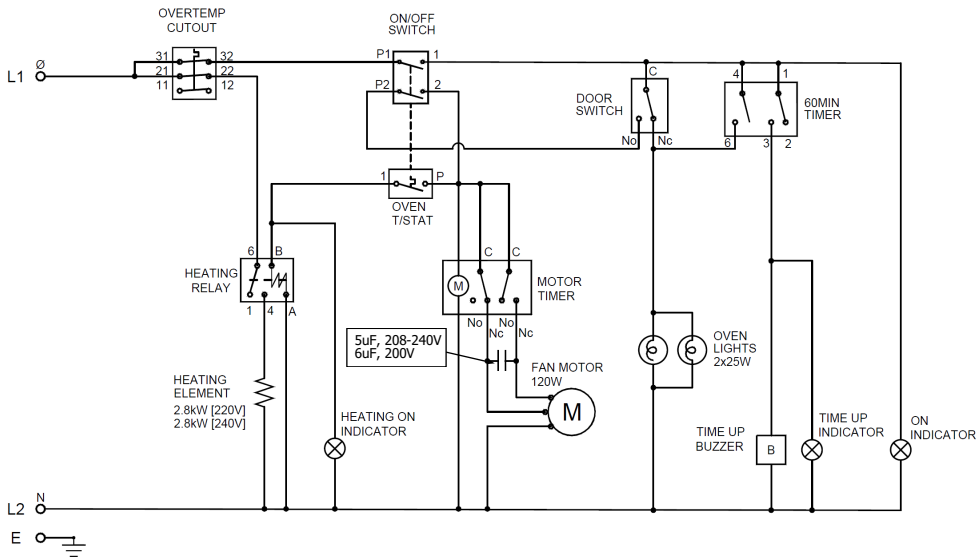 OVERTEMP
CUTOUT
ON/OFF
SWITCH
L1
Ø
31
21
11
32
22
12
P1
P2
1
2
DOOR
SWITCH
C
No
Nc
4
1
60MIN
TIMER
6
3
2
1
P
OVEN
T/STAT
6
B
HEATING
RELAY
1
4
A
C
C
M
MOTOR
TIMER
No
No
Nc
Nc
5uF, 208-240V
6uF, 200V
FAN MOTOR
120W
M
OVEN
LIGHTS
2x25W
HEATING
ELEMENT
2.8kW [220V]
2.8kW [240V]
HEATING ON
INDICATOR
TIME UP
BUZZER
B
TIME UP
INDICATOR
ON
INDICATOR
L2
N
E